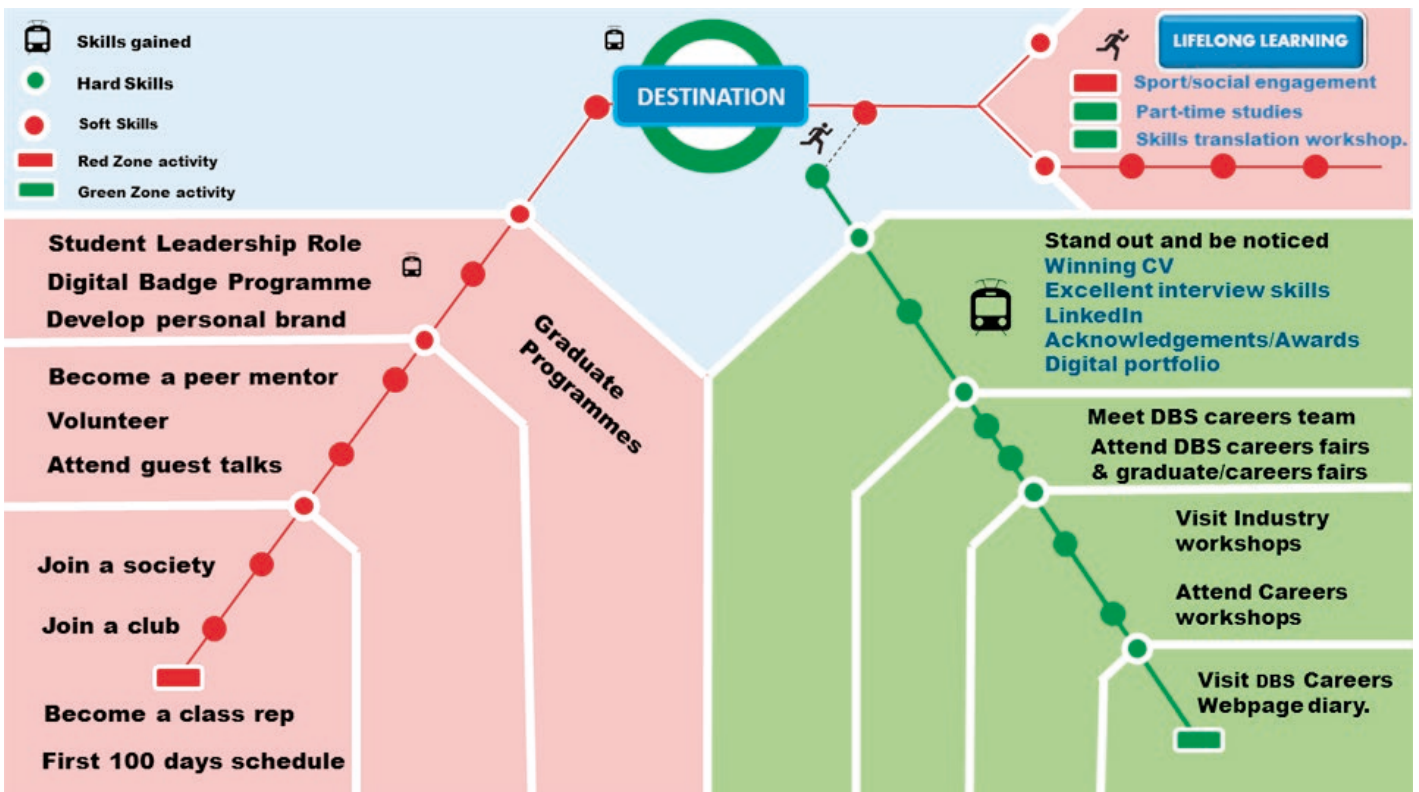 Skills gained
Hard Skills
Soft Skills
Red Zone activity
Green Zone activity
DESTINATION
LIFELONG LEARNING
Sport/social engagement
Part-time studies
Skills translation workshop.
Student Leadership Role
Digital Badge Programme
Develop personal brand
Become a peer mentor
Volunteer
Attend guest talks
Join a society
Join a club
Become a class rep
First 100 days schedule
Graduate
Programmes
Stand out and be noticed
Winning CV
Excellent interview skills
LinkedIn
Acknowledgements/Awards
Digital portfolio
Meet DBS careers team
Attend DBS careers fairs
& graduate/careers fairs
Visit Industry
workshops
Attend Careers
workshops
Visit DBS Careers
Webpage diary.